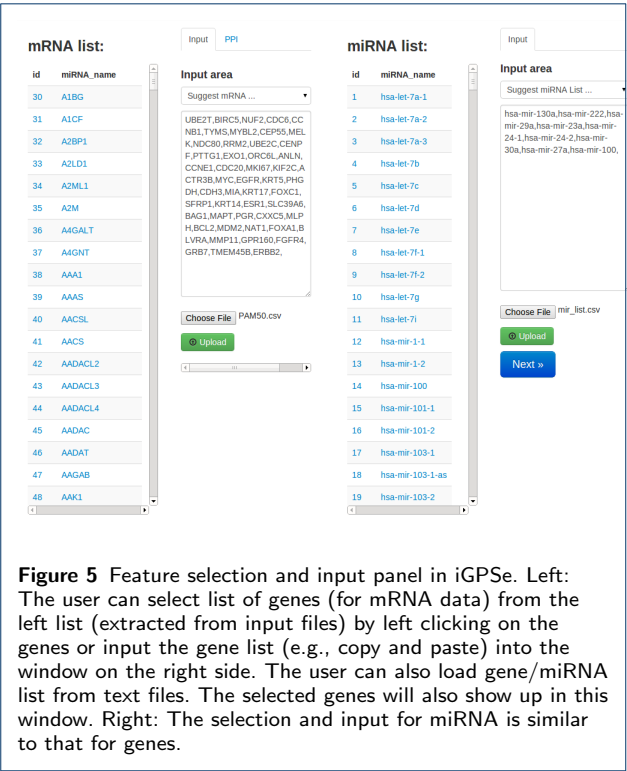 mRNA list:
id miRNA_name
30 A1BG
31 A1CF
32 A2BP1
33 A2LD1
34 A2ML1
35 A2M
36 A4GALT
37 A4GNT
38 AAA1
39 AAAS
40 AACSL
41 AACS
42 AADACL2
43 AADACL3
44 AADACL4
45 AADAC
46 AADAT
47 AAGAB
48 AAK1
Input PPI
Input area
Suggest mRNA ...
UBE2T,BIRC5,NUF2,CDC6,CC
NB1,TYMS,MYBL2,CEP55,MEL
K,NDC80,RRM2,UBE2C,CENP
F,PTTG1,EXO1,ORC6L,ANLN,
CCNE1,CDC20,MKI67,KIF2C,A
CTR3B,MYC,EGFR,KRT5,PHG
DH,CDH3,MIA,KRT17,FOXC1,
SFRP1,KRT14,ESR1,SLC39A6,
BAG1,MAPT,PGR,CXXC5,MLP
H,BCL2,MDM2,NAT1,FOXA1,B
LVRA,MMP11,GPR160,FGFR4,
GRB7,TMEM45B,ERBB2,
Choose File PAM50.csv
Upload
miRNA list:
id miRNA_name
1 hsa-let-7a-1
2 hsa-let-7a-2
3 hsa-let-7a-3
4 hsa-let-7b
5 hsa-let-7c
6 hsa-let-7d
7 hsa-let-7e
8 hsa-let-7f-1
9 hsa-let-7f-2
10 hsa-let-7g
11 hsa-let-7i
12 hsa-mir-1-1
13 hsa-mir-1-2
14 hsa-mir-100
15 hsa-mir-101-1
16 hsa-mir-101-2
17 hsa-mir-103-1
18 hsa-mir-103-1-as
19 hsa-mir-103-2
Input
Input area
Suggest miRNA List ...
hsa-mir-130a,hsa-mir-222,hsa-
mir-29a,hsa-mir-23a,hsa-mir-
24-1,hsa-mir-24-2,hsa-mir-
30a,hsa-mir-27a,hsa-mir-100,
Choose File mir_list.csv
Upload
Next »
Figure 5 Feature selection and input panel in iGPSe. Left:
The user can select list of genes (for mRNA data) from the
left list (extracted from input files) by left clicking on the
genes or input the gene list (e.g., copy and paste) into the
window on the right side. The user can also load gene/miRNA
list from text files. The selected genes will also show up in this
window. Right: The selection and input for miRNA is similar
to that for genes.